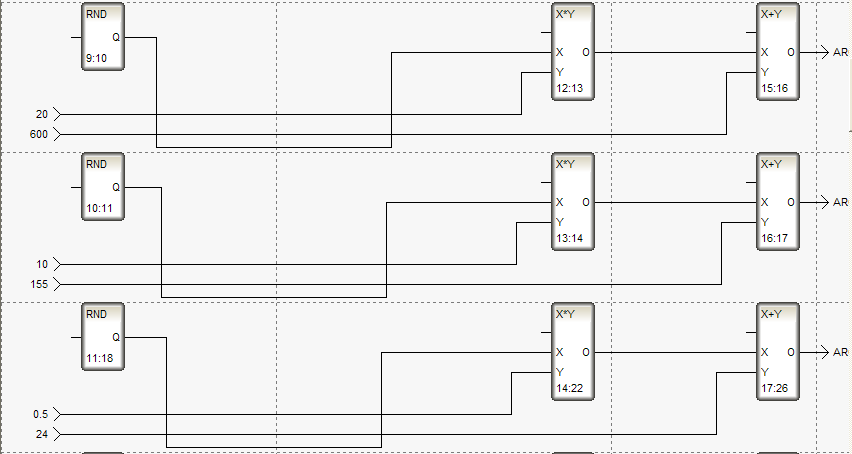 RND X*Y X+Y
Q X O X O AR
9:10 Y Y
12:13 15:16
20
600
RND X*Y X+Y
Q X O X O AR
10:11 Y Y
13:14 16:17
10
155
RND X*Y X+Y
Q X O X O AR
11:18 Y Y
14:22 17:26
0.5
24